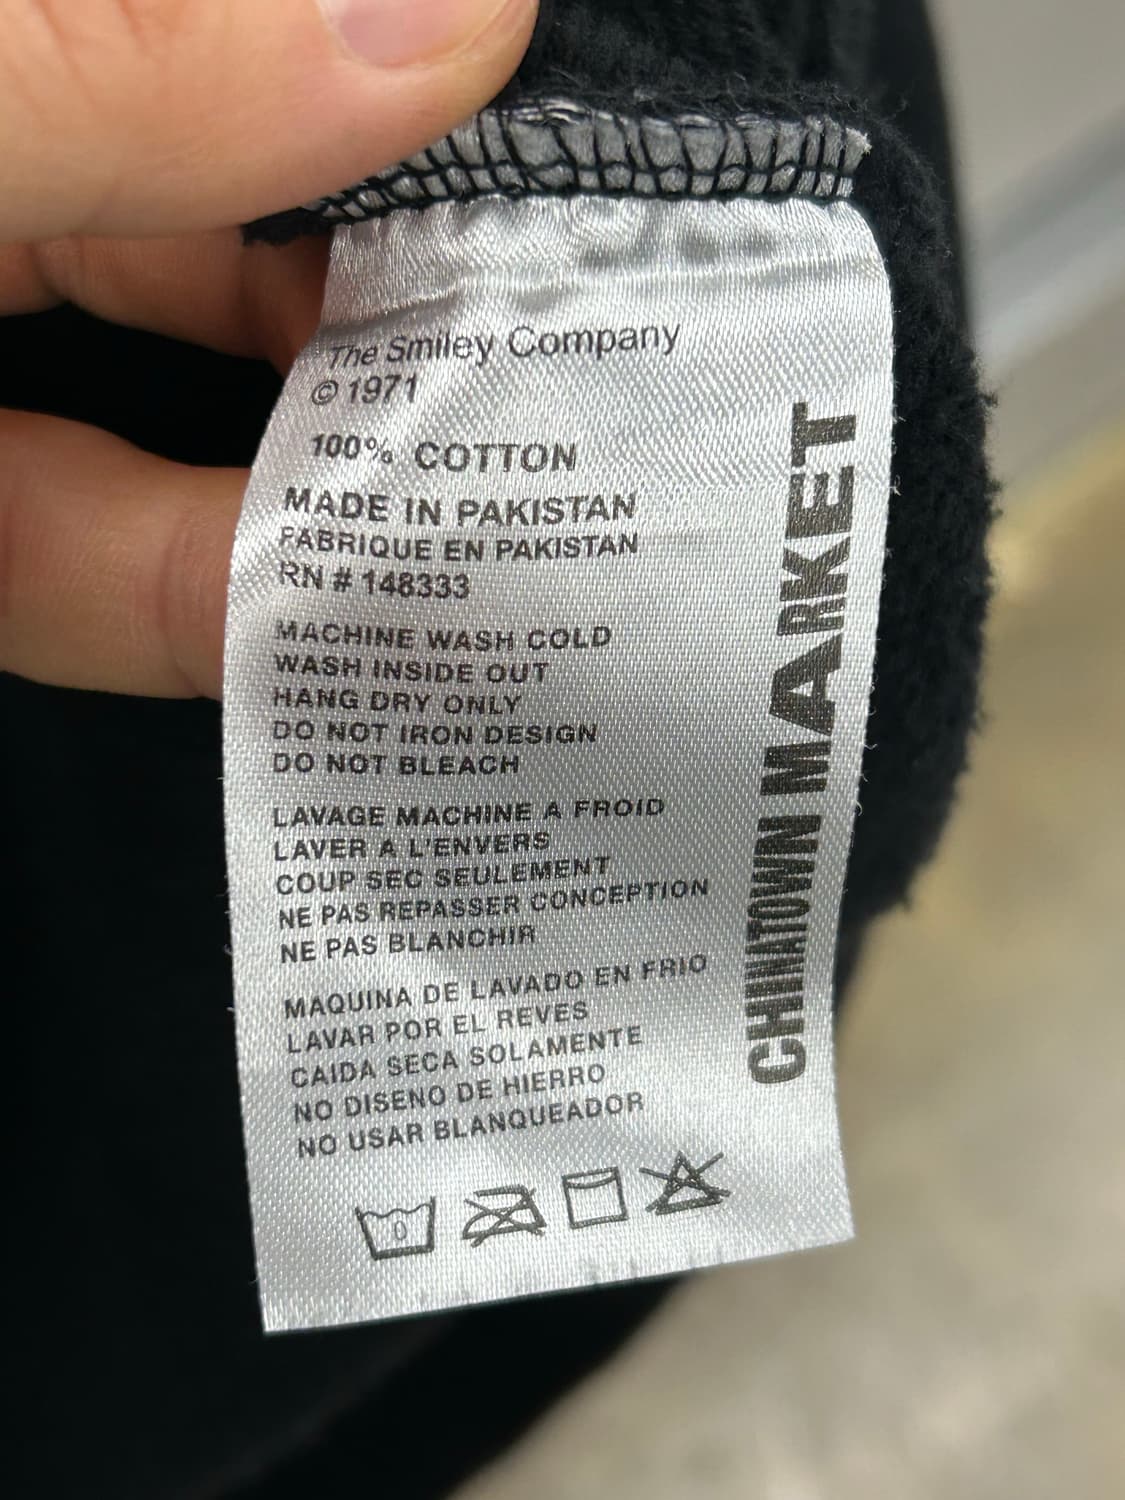 The Smiley Company
© 1971
100% COTTON
MADE IN PAKISTAN
FABRIQUE EN PAKISTAN
RN # 148333
MACHINE WASH COLD
WASH INSIDE OUT
HANG DRY ONLY
DO NOT IRON DESIGN
DO NOT BLEACH
LAVAGE MACHINE A FROID
LAVER A L'ENVERS
COUP SEC SEULEMENT
NE PAS REPASSER CONCEPTION
NE PAS BLANCHIR
MAQUINA DE LAVADO EN FRIO
LAVAR POR EL REVES
CAIDA SECA SOLAMENTE
NO DISENO DE HIERRO
NO USAR BLANQUEADOR
0
CHINATOWN MARKET